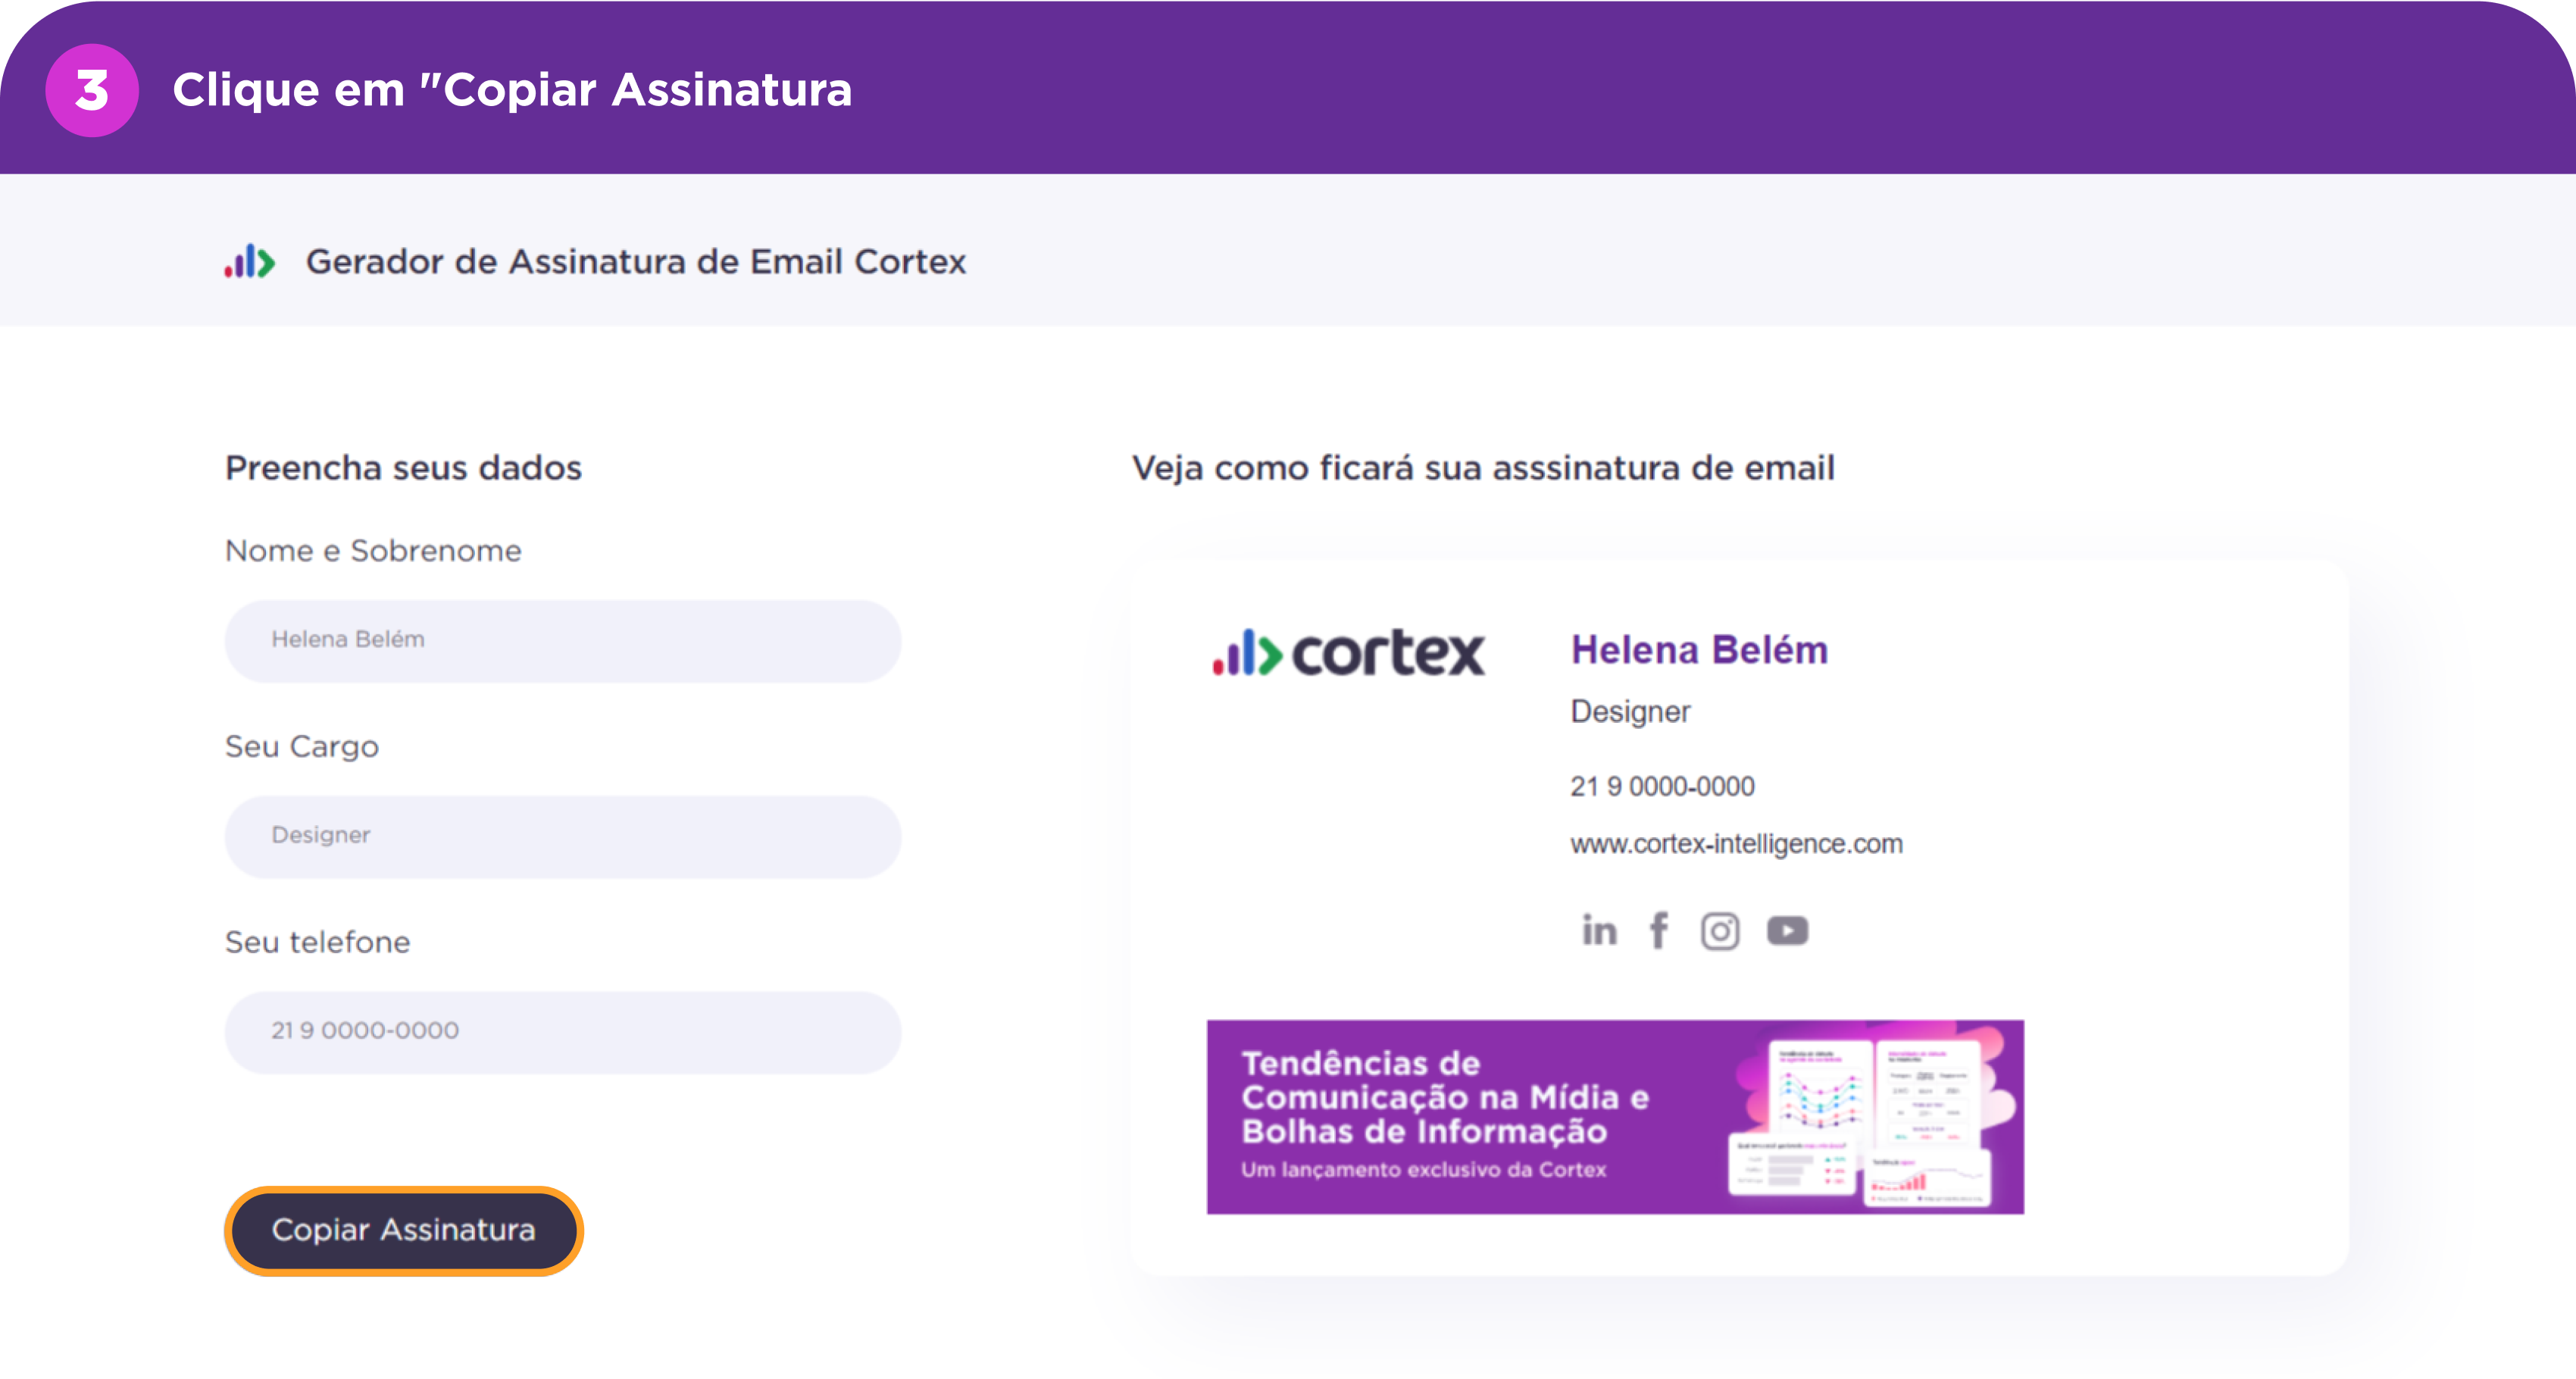 3
Clique em "Copiar Assinatura
Gerador de Assinatura de Email Cortex
Preencha seus dados
Nome e Sobrenome
Helena Belém
Seu Cargo
Designer
Seu telefone
21 9 0000-0000
Copiar Assinatura
Veja como ficará sua asssinatura de email
cortex
Helena Belém
Designer
21 9 0000-0000
www.cortex-intelligence.com
in f
Tendências de
Comunicação na Mídia e
Bolhas de Informação
Um lançamento exclusivo da Cortex